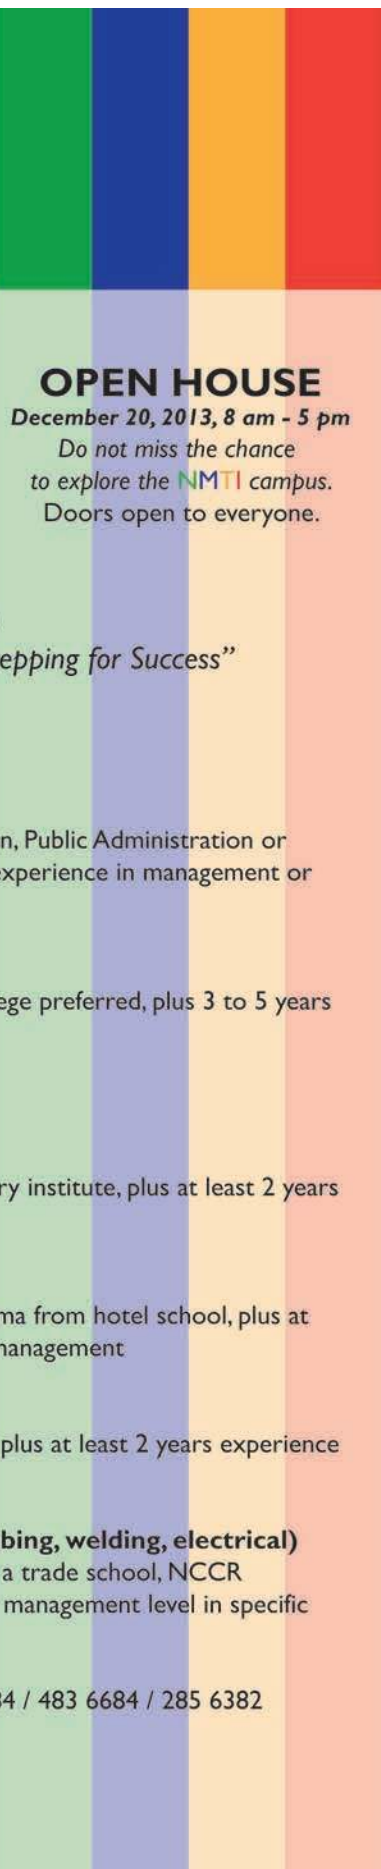 OPEN HOUSE
December 20, 2013, 8 am - 5 pm
Do not miss the chance
to explore the NMTI campus.
Doors open to everyone.
epping for Success”
n, Public Administration or
experience in management or
ege preferred, plus 3 to 5 years
ry institute, plus at least 2 years
ma from hotel school, plus at
management
plus at least 2 years experience
bing, welding, electrical)
a trade school, NCCR
management level in specific
4 / 483 6684 / 285 6382